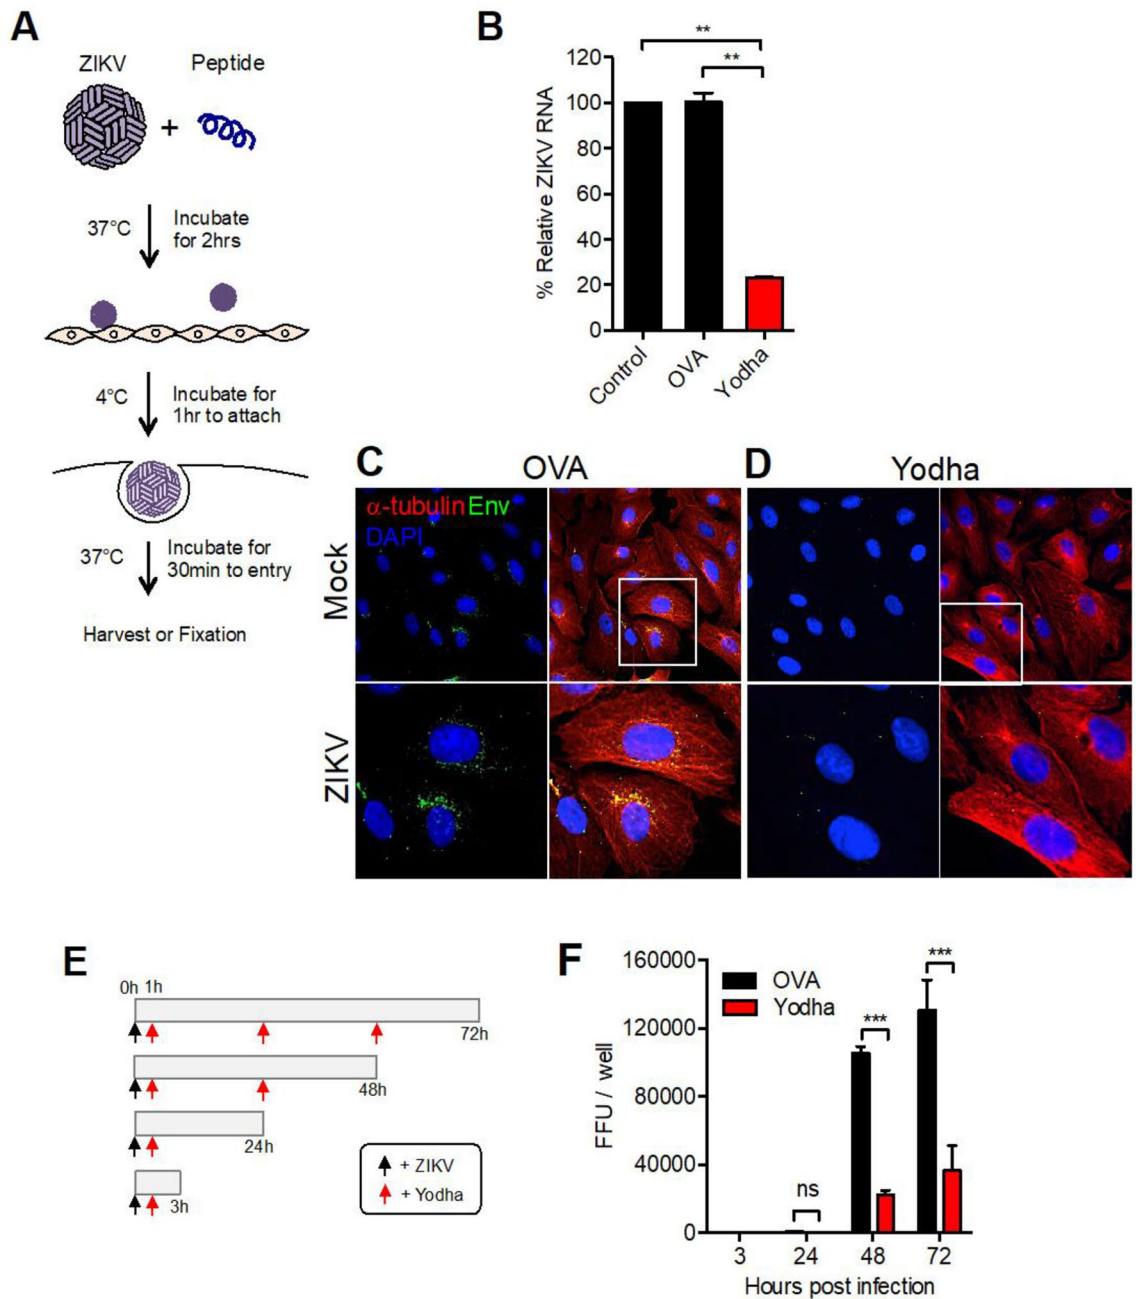 A
ZIKV
Peptide
+
37°C
Incubate
for 2hrs
4°C
Incubate for
1hr to attach
37°C
Incubate for
30min to entry
Harvest or Fixation
B
**
**
% Relative ZIKV RNA
120
100
80
60
40
20
0
Control
OVA
Yodha
C
OVA
D
Yodha
α-tubulin Env
DAPI
Mock
ZIKV
E
0h 1h
72h
48h
24h
3h
+ ZIKV
+ Yodha
F
FFU / well
160000
120000
80000
40000
0
OVA
Yodha
ns
***
***
3 24 48 72
Hours post infection